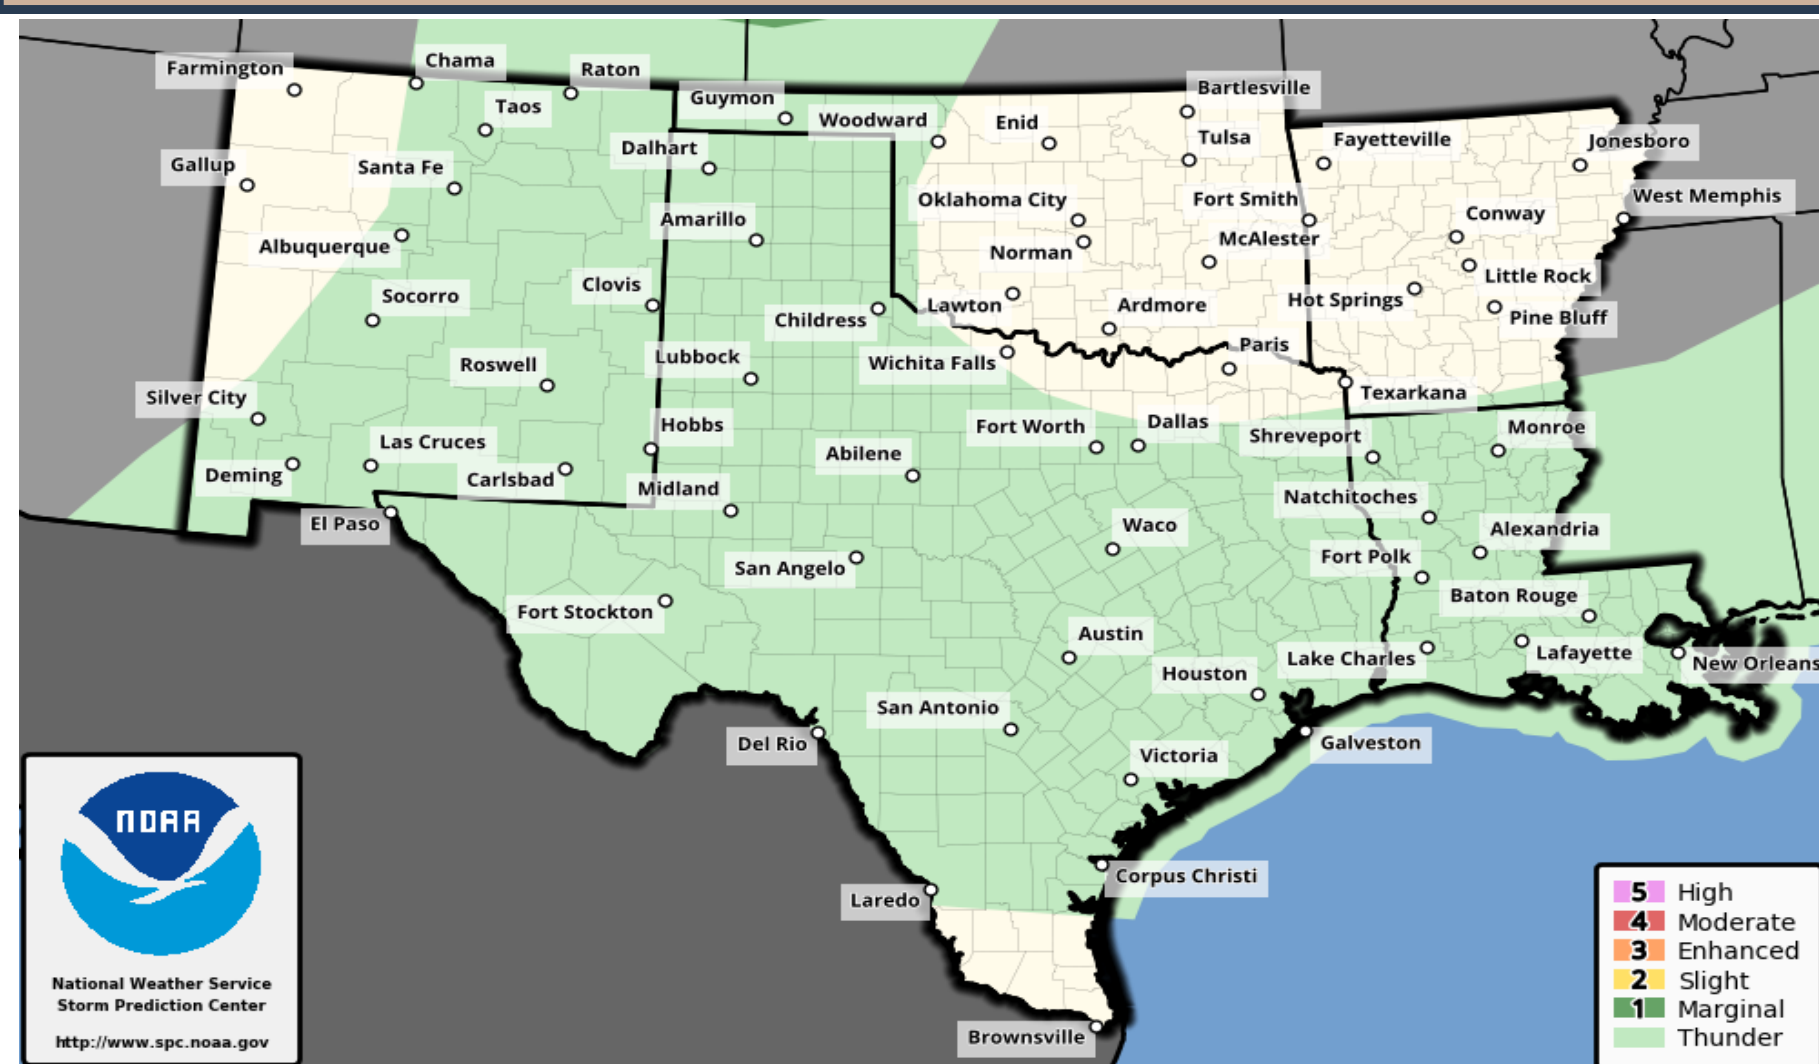 Farmington
Chama
Raton
Taos
Guymon
Woodward
Enid
Bartlesville
Tulsa
Fayetteville
Jonesboro
Gallup
Santa Fe
Dalhart
Oklahoma City
Fort Smith
West Memphis
Amarillo
Conway
Albuquerque
Norman
McAlester
Little Rock
Socorro
Clovis
Childress
Lawton
Ardmore
Hot Springs
Pine Bluff
Roswell
Lubbock
Wichita Falls
Paris
Silver City
Texarkana
Hobbs
Fort Worth
Dallas
Shreveport
Monroe
Las Cruces
Abilene
Deming
Carlsbad
Midland
Natchitoches
El Paso
Waco
Alexandria
San Angelo
Fort Polk
Fort Stockton
Baton Rouge
Austin
Lake Charles
Lafayette
New Orleans
Houston
San Antonio
Del Rio
Galveston
Victoria
Corpus Christi
Laredo
Brownsville
NOAA
National Weather Service
Storm Prediction Center
http://www.spc.noaa.gov
5 High
4 Moderate
3 Enhanced
2 Slight
1 Marginal
Thunder